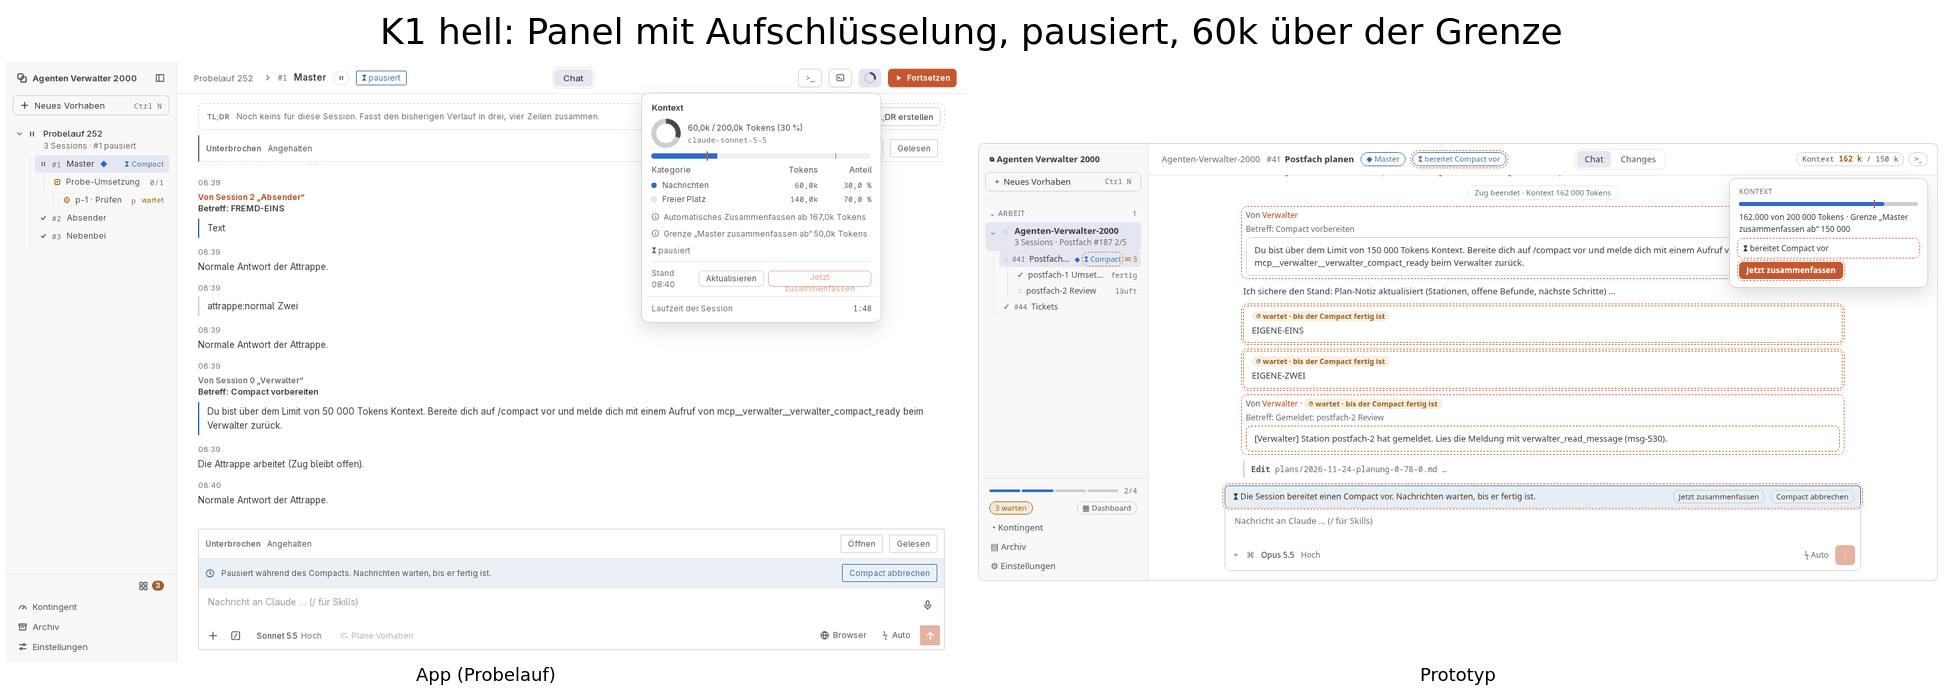 K1 hell: Panel mit Aufschlüsselung, pausiert, 60k über der Grenze
Agenten Verwalter 2000
Neues Vorhaben Ctrl N
Probelauf 252
3 Sessions · #1 pausiert
#1 Master Compact
Probe-Umsetzung 0/1
p-1 · Prüfen p wartet
#2 Absender
#3 Nebenbei
3
Kontingent
Archiv
Einstellungen
Probelauf 252 > #1 Master pausiert
Chat
>_
Fortsetzen
TL;DR Noch keins für diese Session. Fasst den bisherigen Verlauf in drei, vier Zeilen zusammen.
;DR erstellen
Unterbrochen Angehalten
Gelesen
08:39
Von Session 2 „Absender“
Betreff: FREMD-EINS
Text
08:39
Normale Antwort der Attrappe.
08:39
attrappe:normal Zwei
08:39
Normale Antwort der Attrappe.
08:39
Von Session 0 „Verwalter“
Betreff: Compact vorbereiten
Du bist über dem Limit von 50 000 Tokens Kontext. Bereite dich auf /compact vor und melde dich mit einem Aufruf von mcp__verwalter__verwalter_compact_ready beim
Verwalter zurück.
08:39
Die Attrappe arbeitet (Zug bleibt offen).
08:40
Normale Antwort der Attrappe.
Kontext
60,0k / 200,0k Tokens (30 %)
claude-sonnet-5-5
Kategorie Tokens Anteil
Nachrichten 60,0k 30,0 %
Freier Platz 140,0k 70,0 %
Automatisches Zusammenfassen ab 167,0k Tokens
Grenze „Master zusammenfassen ab“ 50,0k Tokens
pausiert
Stand
08:40
Aktualisieren
Jetzt
zusammenfassen
Laufzeit der Session 1:48
Unterbrochen Angehalten Öffnen Gelesen
Pausiert während des Compacts. Nachrichten warten, bis er fertig ist. Compact abbrechen
Nachricht an Claude … (/ für Skills)
Sonnet 5.5 Hoch Plane Vorhaben Browser Auto
App (Probelauf)
Agenten Verwalter 2000
+ Neues Vorhaben Ctrl N
ARBEIT 1
Agenten-Verwalter-2000
3 Sessions · Postfach #187 2/5
#41 Postfach… Compact 3
postfach-1 Umset… fertig
postfach-2 Review läuft
#44 Tickets
2/4
3 warten Dashboard
Kontingent
Archiv
Einstellungen
Agenten-Verwalter-2000 #41 Postfach planen Master bereitet Compact vor
Chat Changes
Kontext 162 k / 150 k >_
Zug beendet · Kontext 162 000 Tokens
Von Verwalter
Betreff: Compact vorbereiten
Du bist über dem Limit von 150 000 Tokens Kontext. Bereite dich auf /compact vor und melde dich mit einem Aufruf v
mcp__verwalter__verwalter_compact_ready beim Verwalter zurück.
Ich sichere den Stand: Plan-Notiz aktualisiert (Stationen, offene Befunde, nächste Schritte) …
wartet · bis der Compact fertig ist
EIGENE-EINS
wartet · bis der Compact fertig ist
EIGENE-ZWEI
Von Verwalter · wartet · bis der Compact fertig ist
Betreff: Gemeldet: postfach-2 Review
[Verwalter] Station postfach-2 hat gemeldet. Lies die Meldung mit verwalter_read_message (msg-530).
Edit plans/2026-11-24-planung-0-78-0.md …
KONTEXT
162.000 von 200 000 Tokens · Grenze „Master
zusammenfassen ab“ 150 000
bereitet Compact vor
Jetzt zusammenfassen
Die Session bereitet einen Compact vor. Nachrichten warten, bis er fertig ist. Jetzt zusammenfassen Compact abbrechen
Nachricht an Claude … (/ für Skills)
+ ⌘ Opus 5.5 Hoch Auto ↑
Prototyp